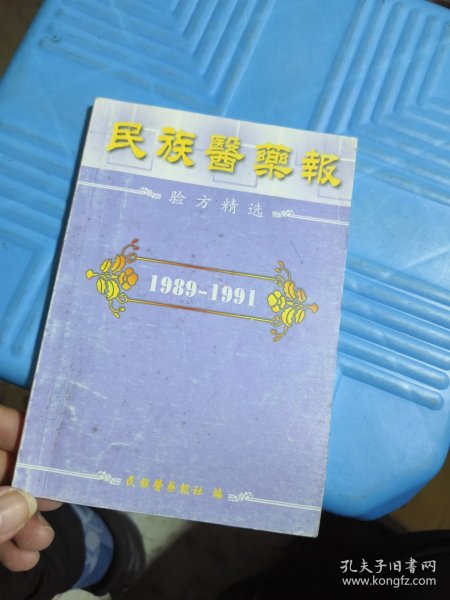 民族醫藥報
验方精选
1989-1991
民族醫藥報社 编
孔夫子旧书网
www.kongfz.com